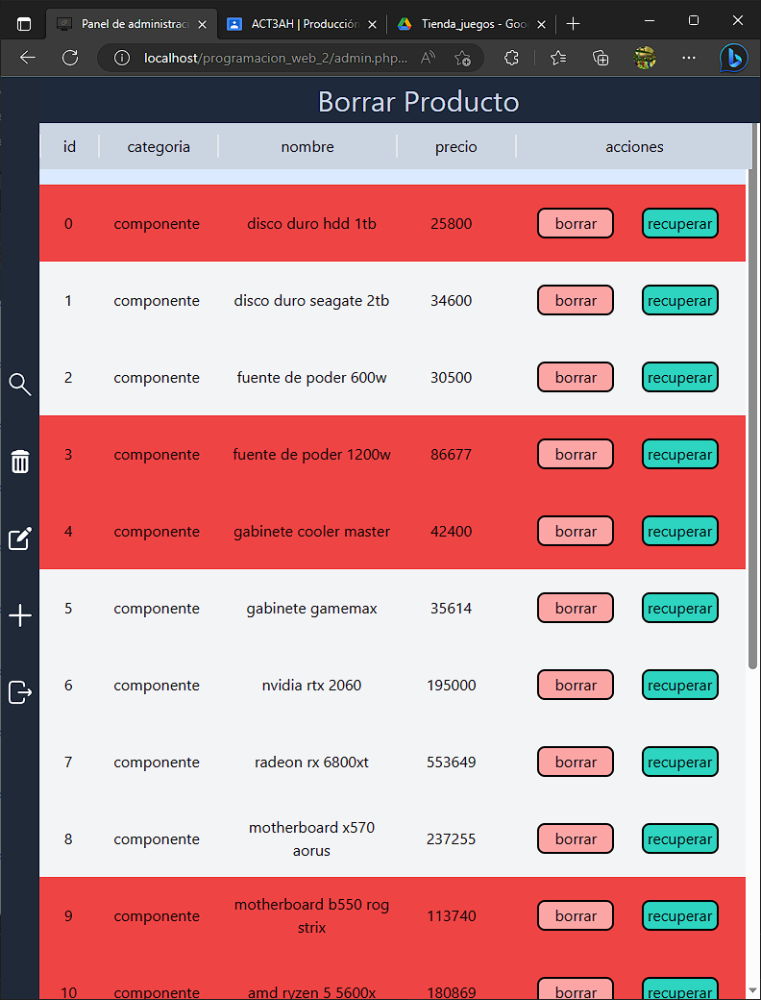 Panel de administrac
ACT3AH | Producción
Tienda_juegos - Goo
localhost/programacion_web_2/admin.php...
Borrar Producto
id categoria nombre precio acciones
0 componente disco duro hdd 1tb 25800 borrar recuperar
1 componente disco duro seagate 2tb 34600 borrar recuperar
2 componente fuente de poder 600w 30500 borrar recuperar
3 componente fuente de poder 1200w 86677 borrar recuperar
4 componente gabinete cooler master 42400 borrar recuperar
5 componente gabinete gamemax 35614 borrar recuperar
6 componente nvidia rtx 2060 195000 borrar recuperar
7 componente radeon rx 6800xt 553649 borrar recuperar
8 componente motherboard x570 aorus 237255 borrar recuperar
9 componente motherboard b550 rog strix 113740 borrar recuperar
10 componente amd ryzen 5 5600x 180869 borrar recuperar